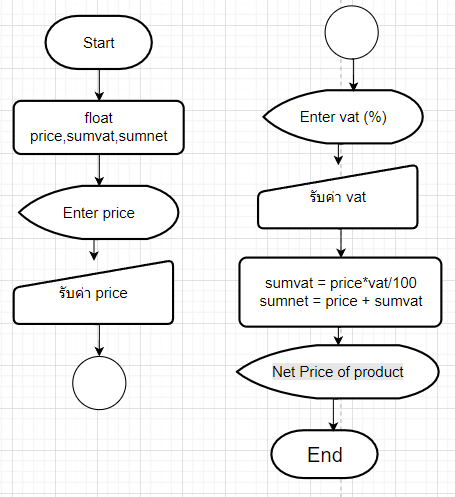 Start
float
price,sumvat,sumnet
Enter price
รับค่า price
Enter vat (%)
รับค่า vat
sumvat = price*vat/100
sumnet = price + sumvat
Net Price of product
End